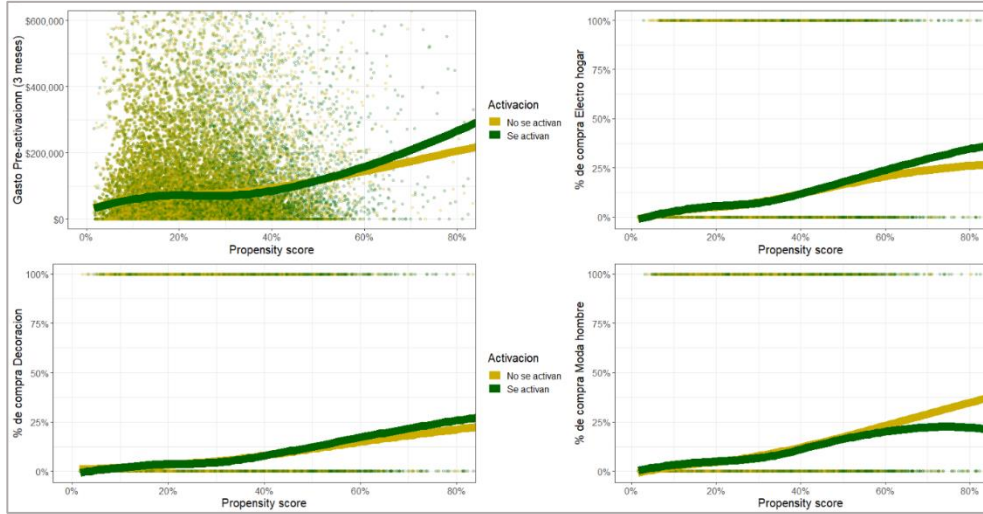 Gasto Pre-activacionn (3 meses)
$600,000
$400,000
$200,000
$0
0%
20%
40%
60%
80%
Propensity score
Activacion
No se activan
Se activan
% de compra Electro hogar
100%
75%
50%
25%
0%
0%
20%
40%
60%
80%
Propensity score
% de compra Decoracion
100%
75%
50%
25%
0%
0%
20%
40%
60%
80%
Propensity score
Activacion
No se activan
Se activan
% de compra Moda hombre
100%
75%
50%
25%
0%
0%
20%
40%
60%
80%
Propensity score